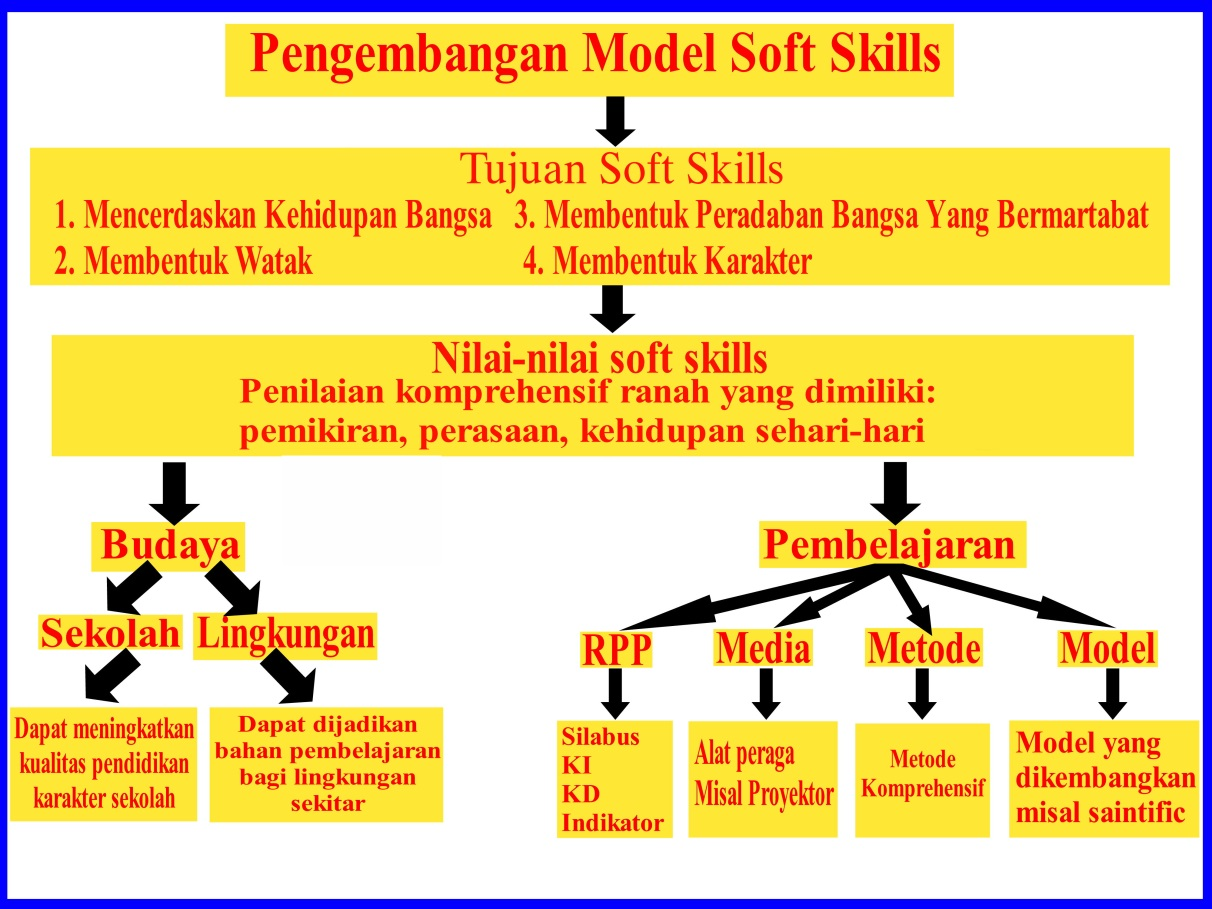 Pengembangan Model Soft Skills
Tujuan Soft Skills
1. Mencerdaskan Kehidupan Bangsa 3. Membentuk Peradaban Bangsa Yang Bermartabat
2. Membentuk Watak 4. Membentuk Karakter
Nilai-nilai soft skills
Penilaian komprehensif ranah yang dimiliki:
pemikiran, perasaan, kehidupan sehari-hari
Budaya
Pembelajaran
Sekolah
Lingkungan
RPP
Media
Metode
Model
Dapat meningkatkan
kualitas pendidikan
karakter sekolah
Dapat dijadikan
bahan pembelajaran
bagi lingkungan
sekitar
Silabus
KI
KD
Indikator
Alat peraga
Misal Proyektor
Metode
Komprehensif
Model yang
dikembangkan
misal saintific